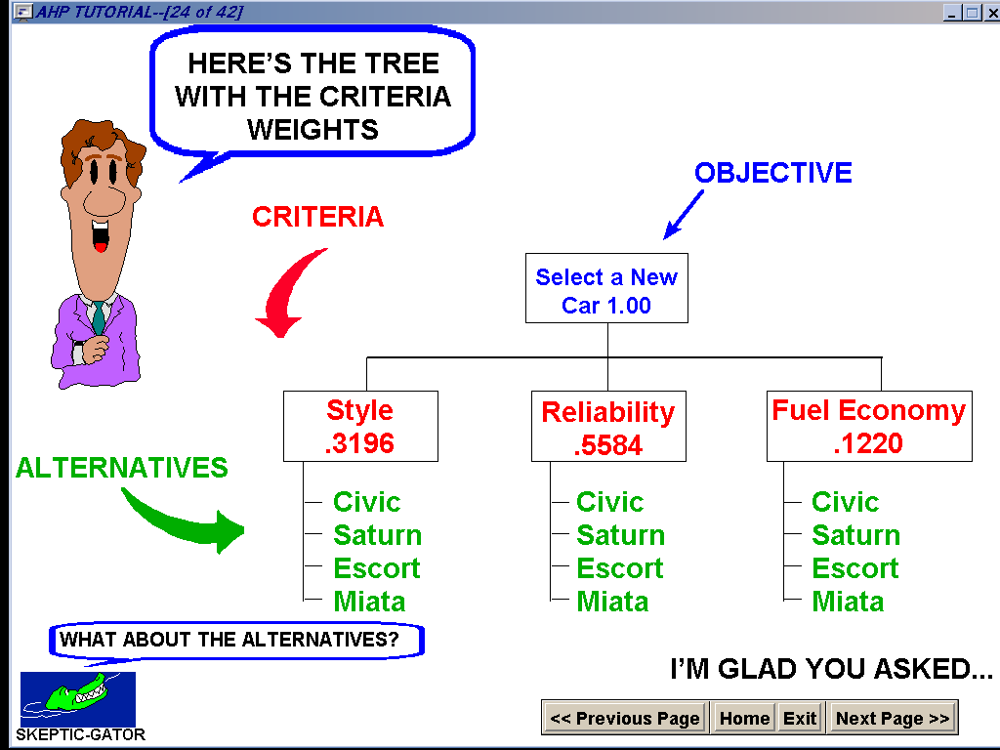 AHP TUTORIAL--[24 of 42]
HERE'S THE TREE
WITH THE CRITERIA
WEIGHTS
OBJECTIVE
CRITERIA
Select a New
Car 1.00
Style
.3196
Reliability
.5584
Fuel Economy
.1220
ALTERNATIVES
Civic
Saturn
Escort
Miata
Civic
Saturn
Escort
Miata
Civic
Saturn
Escort
Miata
WHAT ABOUT THE ALTERNATIVES?
I'M GLAD YOU ASKED...
SKEPTIC-GATOR
<< Previous Page
Home
Exit
Next Page >>